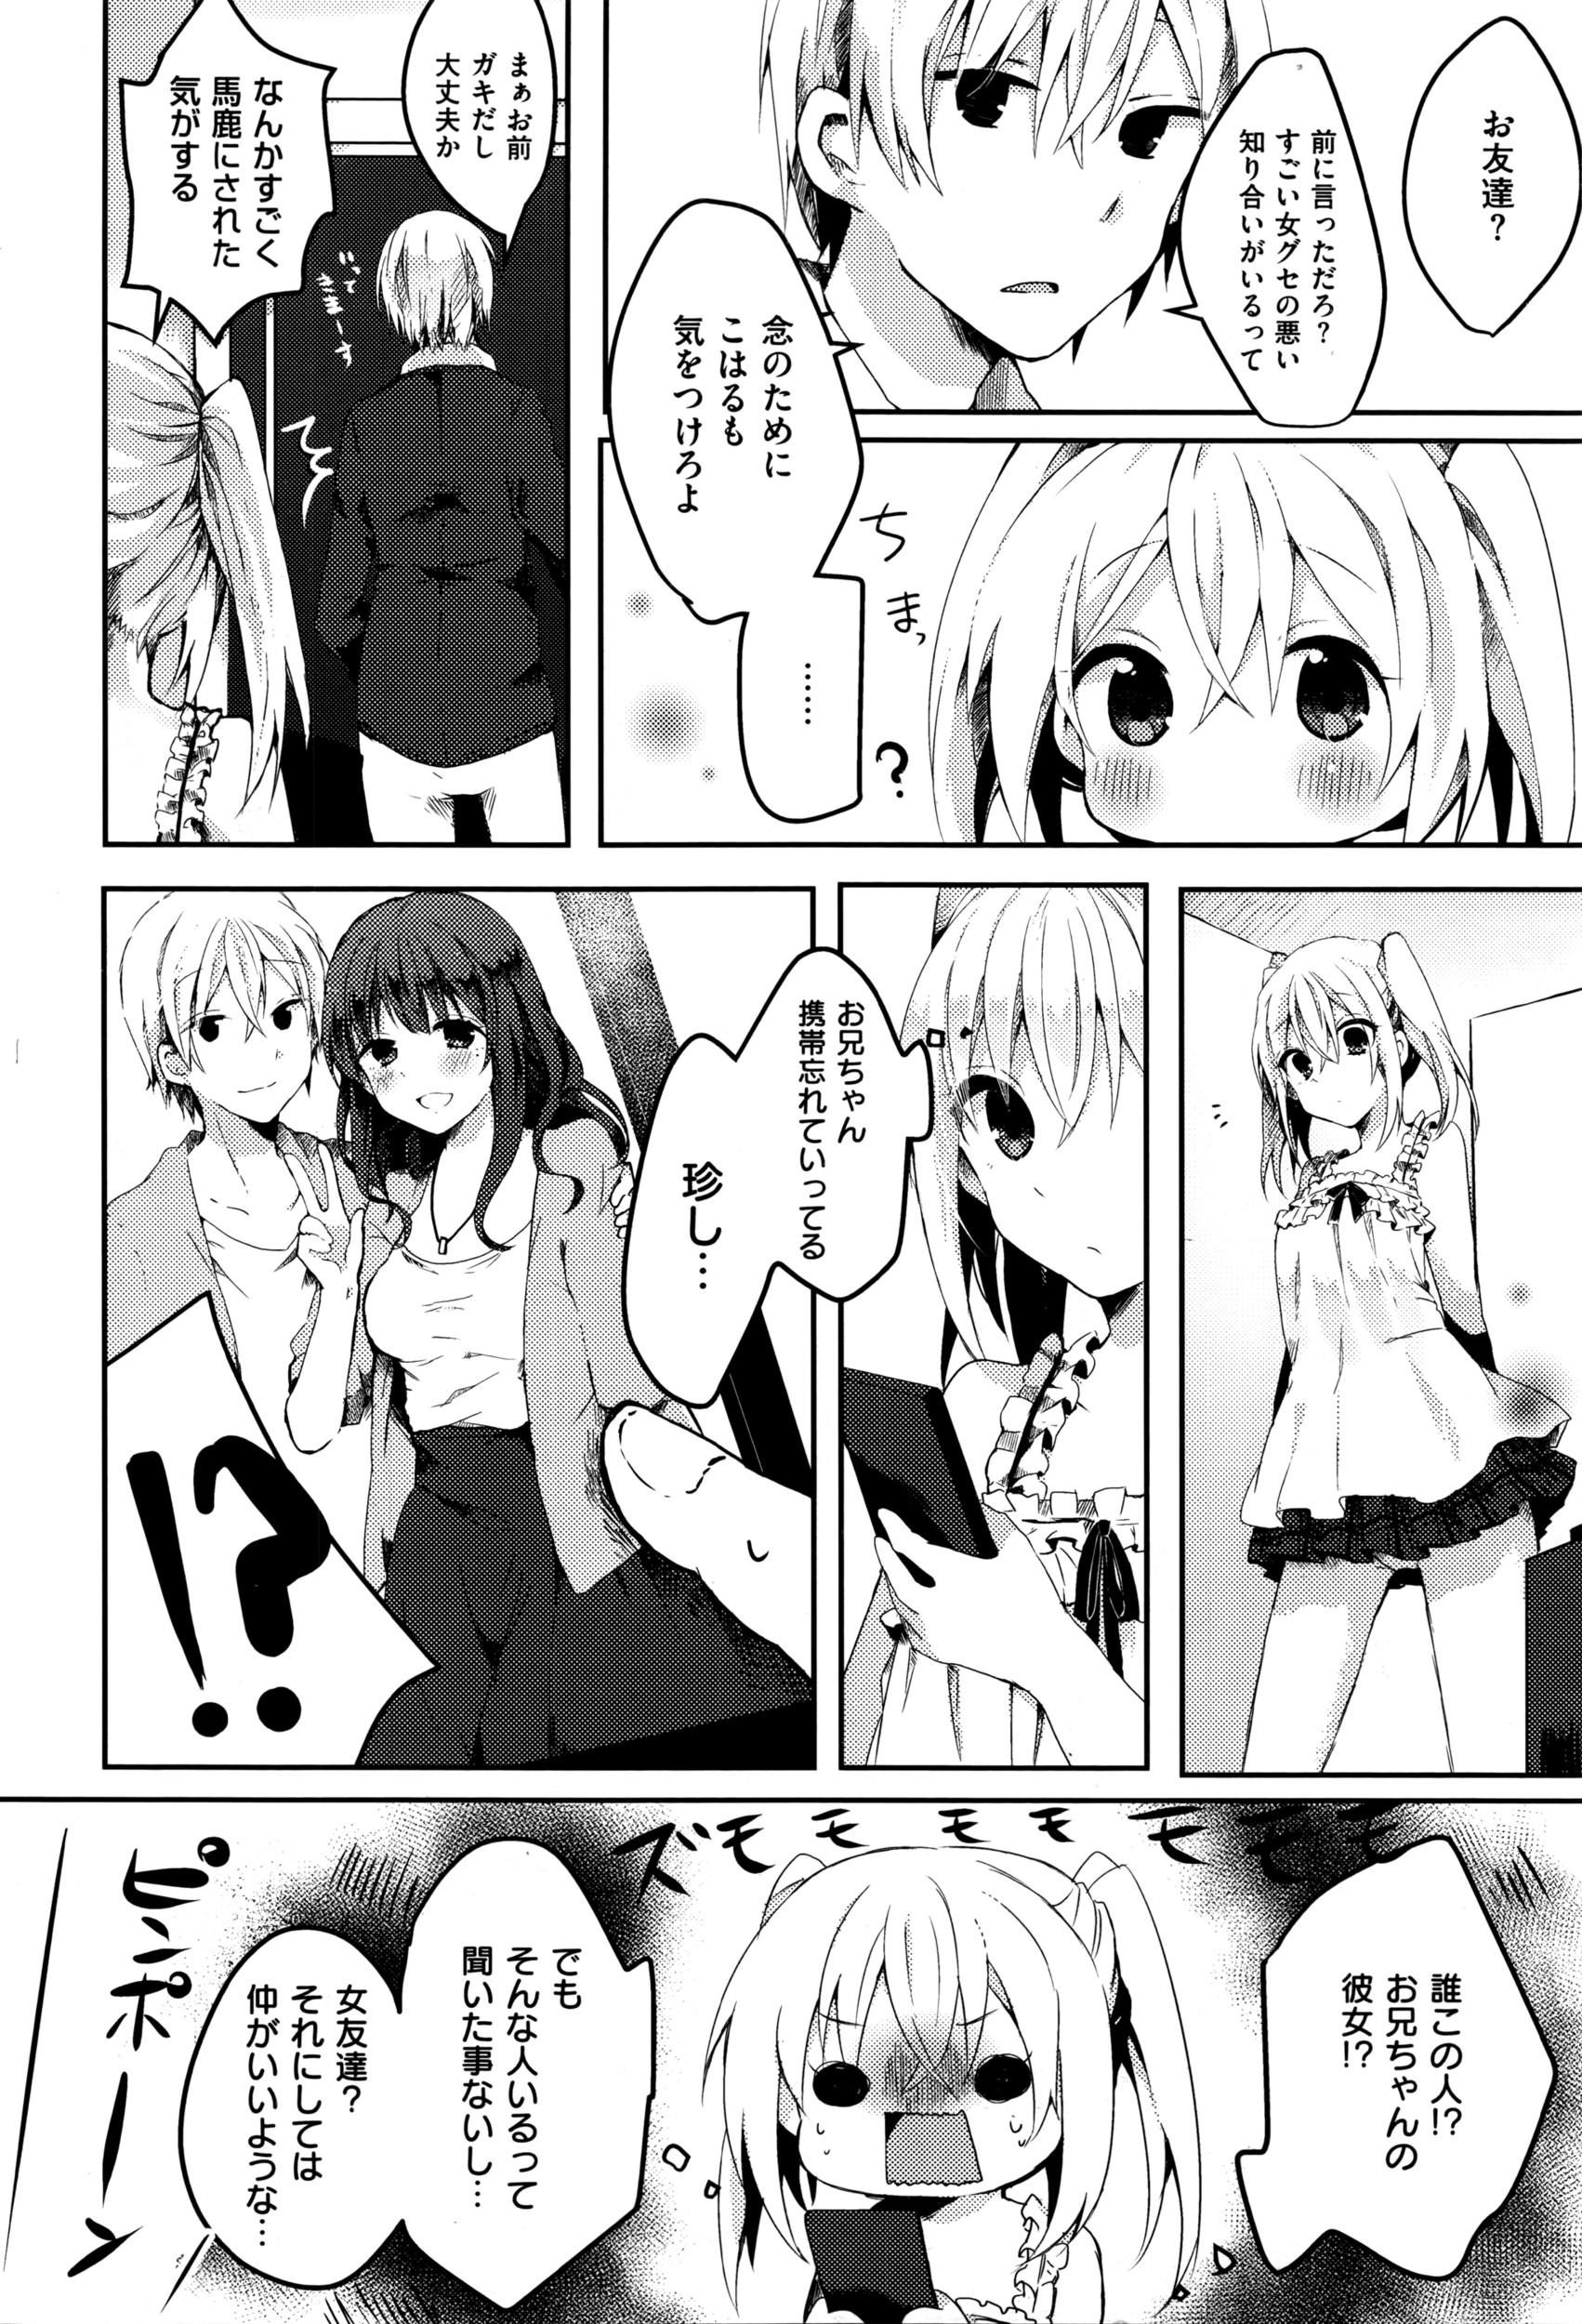 お友達？
前に言っただろ？
すごい女グセの悪い
知り合いがいるって
念のために
こはるも
気をつけろよ
……
ちまっ
？
まぁお前
ガキだし
大丈夫か
いって
きまーす
なんかすごく
馬鹿にされた
気がする
お兄ちゃん
携帯忘れていってる
珍し…
!?
誰この人!?
お兄ちゃんの
彼女!?
ズモモモモモモモ
でも
そんな人いるって
聞いた事ないし…
女友達？
それにしては
仲がいいような…
ピンポーン